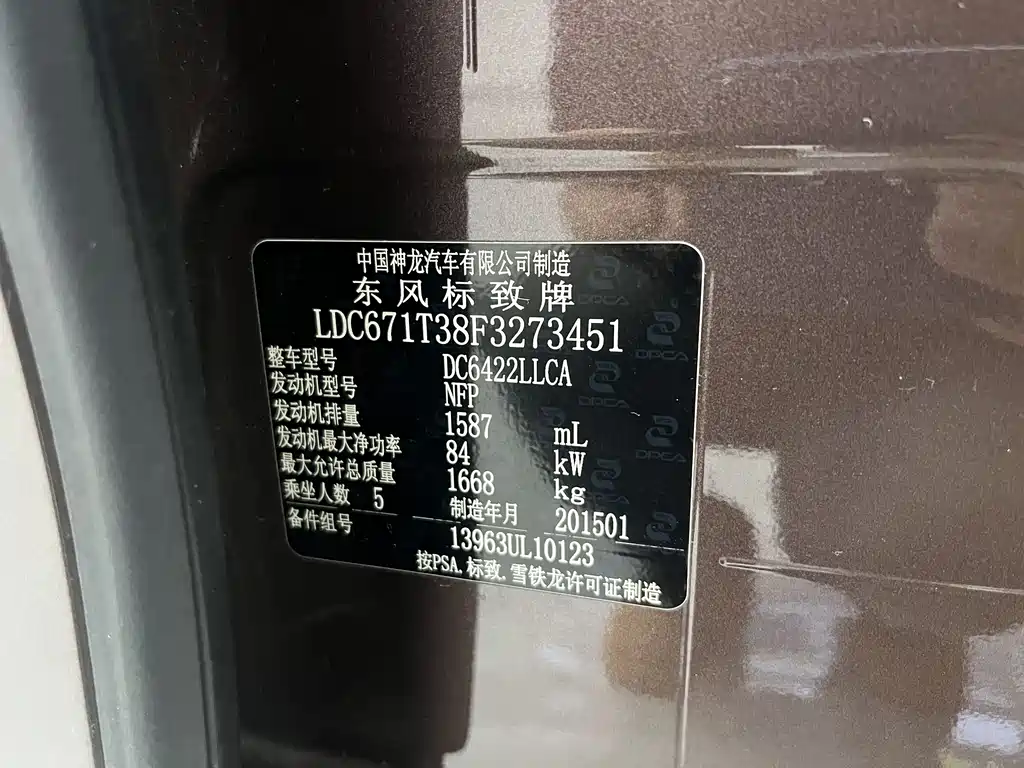 中国神龙汽车有限公司制造
东风标致牌
LDC671T38F3273451
整车型号 DC6422LLCA
发动机型号 NFP
发动机排量 1587 mL
发动机最大净功率 84 kW
最大允许总质量 1668 kg
乘坐人数 5 制造年月 201501
备件组号 13963UL10123
按PSA.标致.雪铁龙许可证制造
DPCA
DPCA
DPCA
DPCA